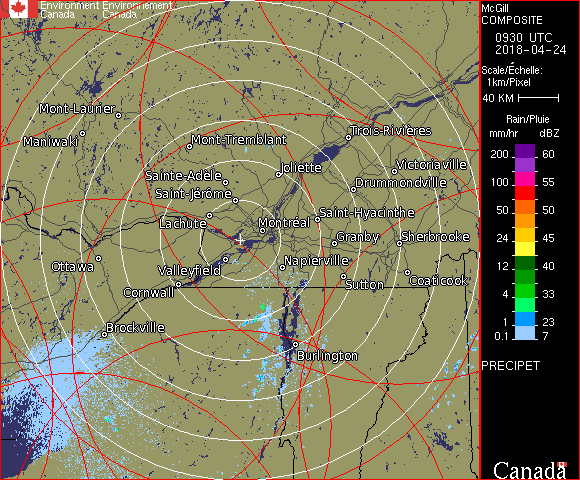 Environment Environnement
Canada Canada
McGill
COMPOSITE
0930 UTC
2018-04-24
Scale/Échelle:
1km/Pixel
40 KM
Rain/Pluie
mm/hr dBZ
200 60
150 55
100 55
50 50
24 45
12 40
4 33
1 23
0.1 7
PRECIPET
Canada
Mont-Laurier
Maniwaki
Mont-Tremblant
Trois-Rivières
Sainte-Adèle
Joliette
Victoriaville
Saint-Jérôme
Drummondville
Lachute
Montréal
Saint-Hyacinthe
Granby
Sherbrooke
Ottawa
Valleyfield
Napierville
Cornwall
Sutton
Coaticook
Brockville
Burlington